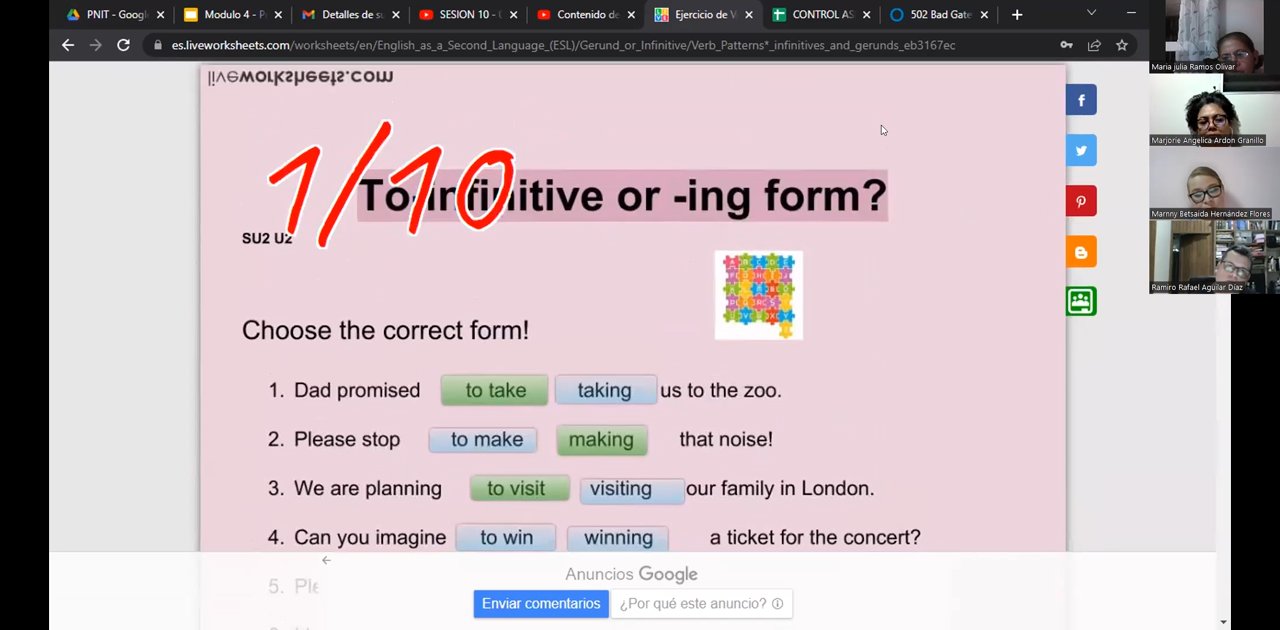 PNIT - Googl
Modulo 4 - P
Detalles de su
SESION 10 - 
Contenido de
Ejercicio de V
CONTROL AS
502 Bad Gate
es.liveworksheets.com/worksheets/en/English_as_a_Second_Language_(ESL)/Gerund_or_Infinitive/Verb_Patterns*_infinitives_and_gerunds_eb3167ec
Maria julia Ramos Olivar
Marjorie Angelica Ardon Granillo
Marnny Betsaida Hernández Flores
Ramiro Rafael Aguilar Díaz
liveworksheets.com
1/10
To-infinitive or -ing form?
SU2 U2
Choose the correct form!
1. Dad promised to take taking us to the zoo.
2. Please stop to make making that noise!
3. We are planning to visit visiting our family in London.
4. Can you imagine to win winning a ticket for the concert?
5. Ple
Anuncios Google
Enviar comentarios
¿Por qué este anuncio?